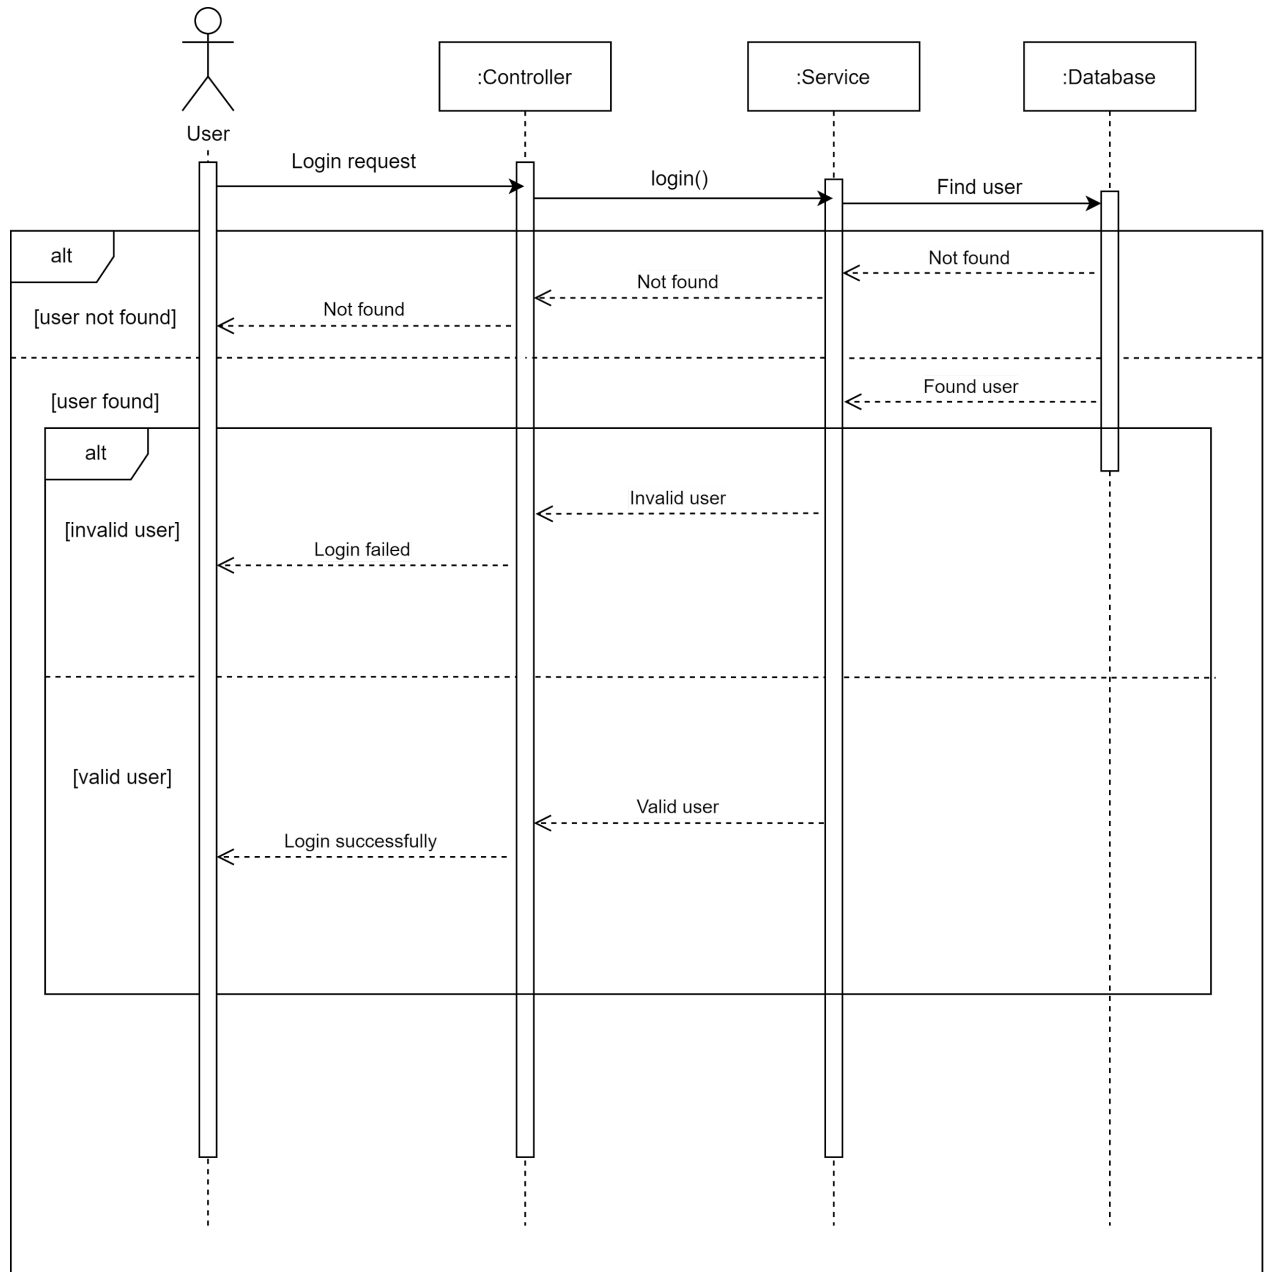 :Controller
:Service
:Database
User
Login request
login()
Find user
alt
Not found
Not found
Not found
[user not found]
Found user
[user found]
alt
Invalid user
[invalid user]
Login failed
[valid user]
Valid user
Login successfully